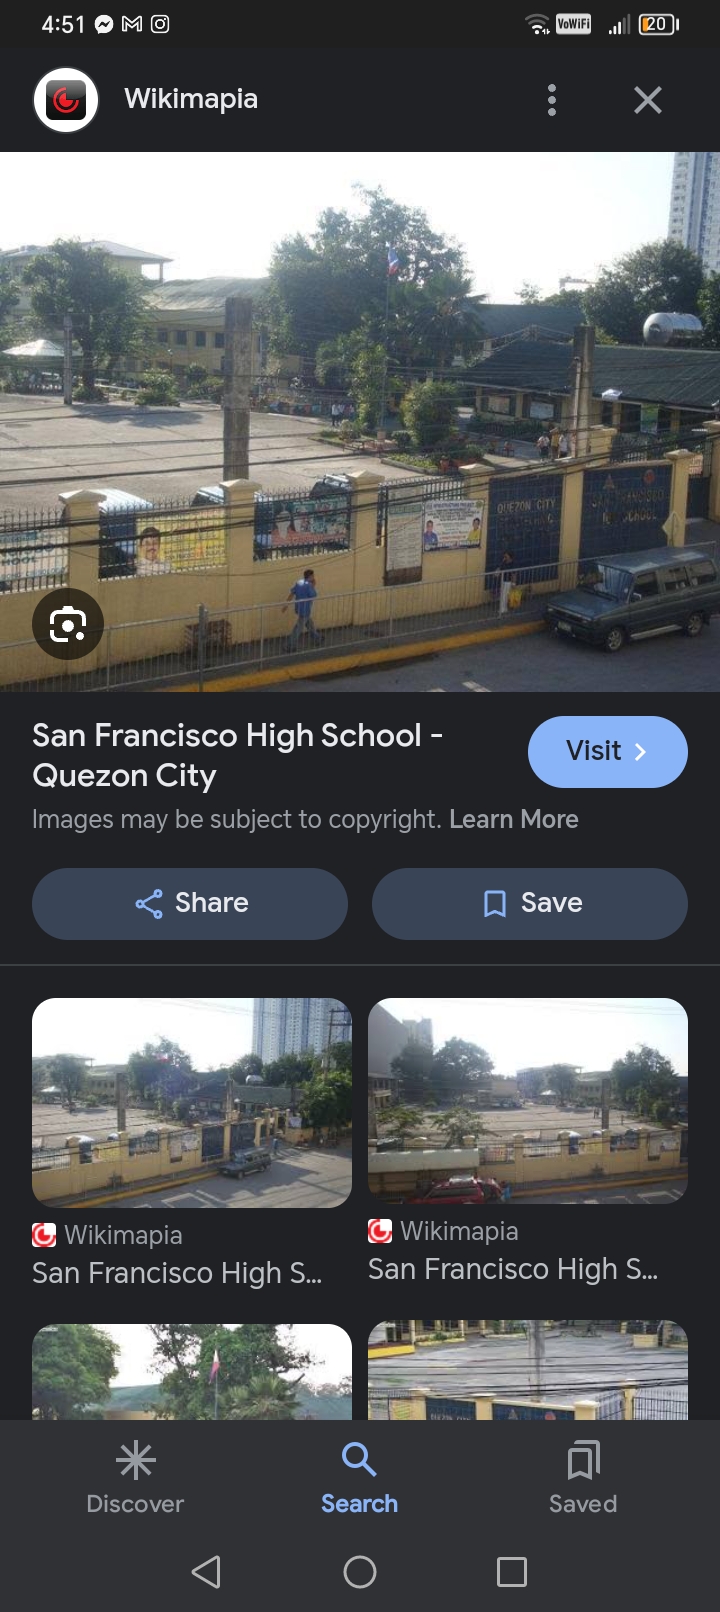 4:51
VoWiFi
20
Wikimapia
QUEZON CITY
SAN FRANCISCO
HIGH SCHOOL
San Francisco High School -
Quezon City
Visit
Images may be subject to copyright. Learn More
Share
Save
Wikimapia
San Francisco High S...
Wikimapia
San Francisco High S...
Discover
Search
Saved